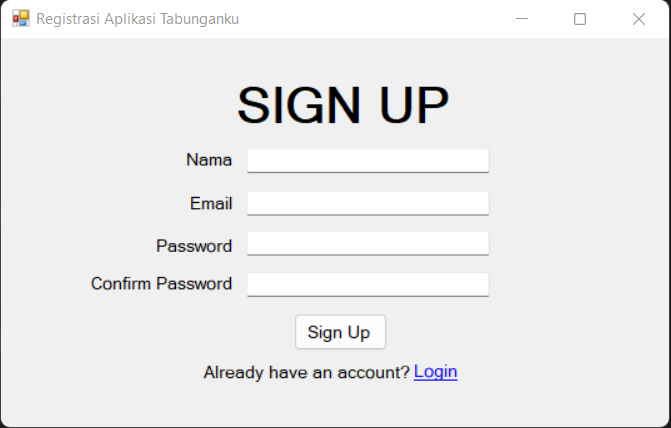 Registrasi Aplikasi Tabunganku
SIGN UP
Nama
Email
Password
Confirm Password
Sign Up
Already have an account? Login